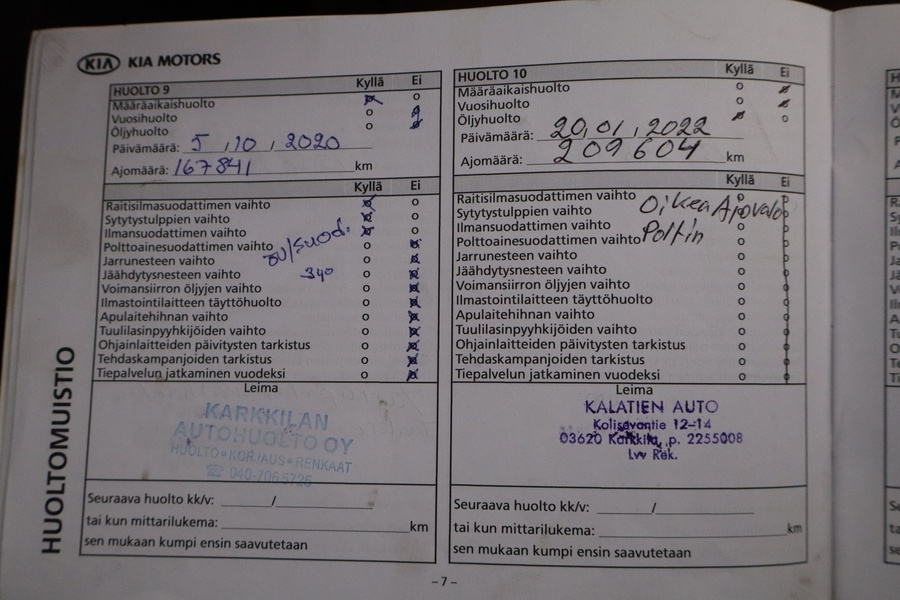 KIA KIA MOTORS
HUOLTO 9 Kyllä Ei
Määräaikaishuolto
Vuosihuolto
Öljyhuolto
Päivämäärä: 5 , 10 , 2020
Ajomäärä: 167841 km
Kyllä Ei
Raitisilmasuodattimen vaihto
Sytytystulppien vaihto
Ilmansuodattimen vaihto
Polttoainesuodattimen vaihto
Jarrunesteen vaihto
Jäähdytysnesteen vaihto
Voimansiirron öljyjen vaihto
Ilmastointilaitteen täyttöhuolto
Apulaitehihnan vaihto
Tuulilasinpyyhkijöiden vaihto
Ohjainlaitteiden päivitysten tarkistus
Tehdaskampanjoiden tarkistus
Tiepalvelun jatkaminen vuodeksi
öü/suod.
-340
Leima
KARKKILAN
AUTOHUOLTO OY
HUOLTO • KORJAUS • RENKAAT
☎ 040-706 5726
Seuraava huolto kk/v: /
tai kun mittarilukema: km
sen mukaan kumpi ensin saavutetaan
HUOLTO 10 Kyllä Ei
Määräaikaishuolto
Vuosihuolto
Öljyhuolto
Päivämäärä: 20,01,2022
Ajomäärä: 209604 km
Kyllä Ei
Raitisilmasuodattimen vaihto
Sytytystulppien vaihto
Ilmansuodattimen vaihto
Polttoainesuodattimen vaihto
Jarrunesteen vaihto
Jäähdytysnesteen vaihto
Voimansiirron öljyjen vaihto
Ilmastointilaitteen täyttöhuolto
Apulaitehihnan vaihto
Tuulilasinpyyhkijöiden vaihto
Ohjainlaitteiden päivitysten tarkistus
Tehdaskampanjoiden tarkistus
Tiepalvelun jatkaminen vuodeksi
Oikea Ajovalo
Poltin
Leima
KALATIEN AUTO
Kolisevantie 12-14
03620 Karkkila, p. 2255008
Lvv Rek.
Seuraava huolto kk/v: /
tai kun mittarilukema: km
sen mukaan kumpi ensin saavutetaan
HUOLTOMUISTIO
-7-